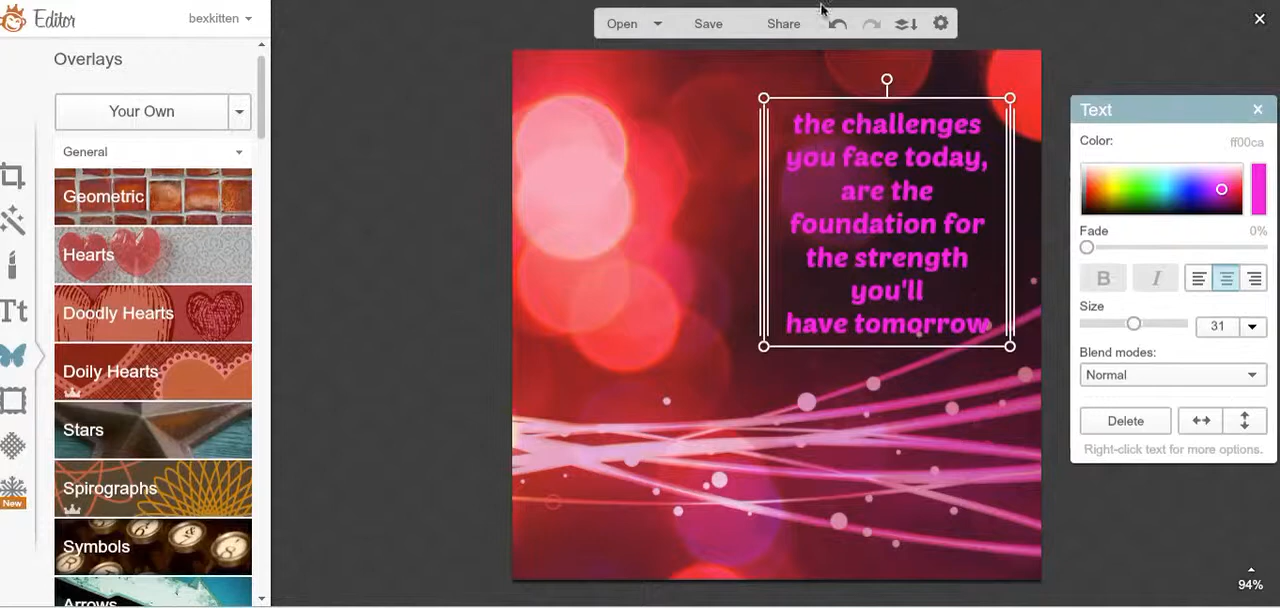 Editor
bexkitten
Open
Save
Share
Overlays
Your Own
General
Geometric
Hearts
Doodly Hearts
Doily Hearts
Stars
Spirographs
Symbols
Arrows
New
Tt
the challenges
you face today,
are the
foundation for
the strength
you'll
have tomorrow
Text
Color:
ff00ca
Fade
0%
B I
Size
31
Blend modes:
Normal
Delete
Right-click text for more options.
94%